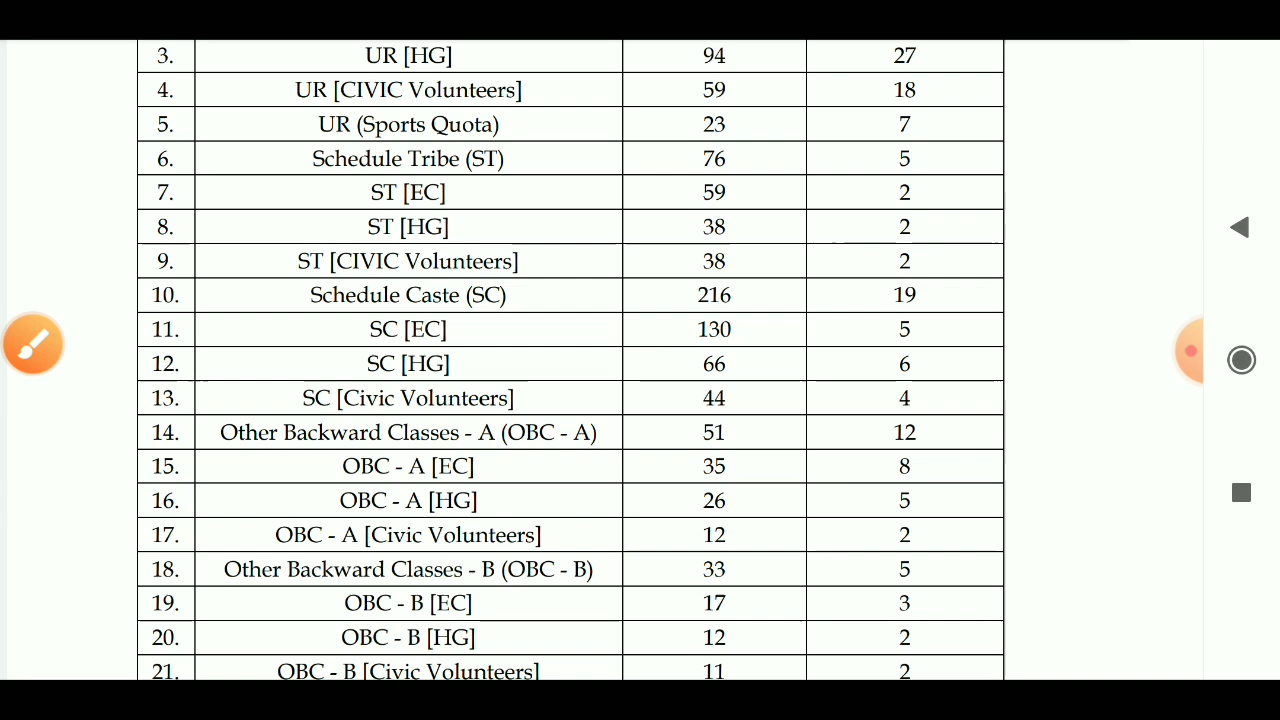 3. UR [HG] 94 27
4. UR [CIVIC Volunteers] 59 18
5. UR (Sports Quota) 23 7
6. Schedule Tribe (ST) 76 5
7. ST [EC] 59 2
8. ST [HG] 38 2
9. ST [CIVIC Volunteers] 38 2
10. Schedule Caste (SC) 216 19
11. SC [EC] 130 5
12. SC [HG] 66 6
13. SC [Civic Volunteers] 44 4
14. Other Backward Classes - A (OBC - A) 51 12
15. OBC - A [EC] 35 8
16. OBC - A [HG] 26 5
17. OBC - A [Civic Volunteers] 12 2
18. Other Backward Classes - B (OBC - B) 33 5
19. OBC - B [EC] 17 3
20. OBC - B [HG] 12 2
21. OBC - B [Civic Volunteers] 11 2